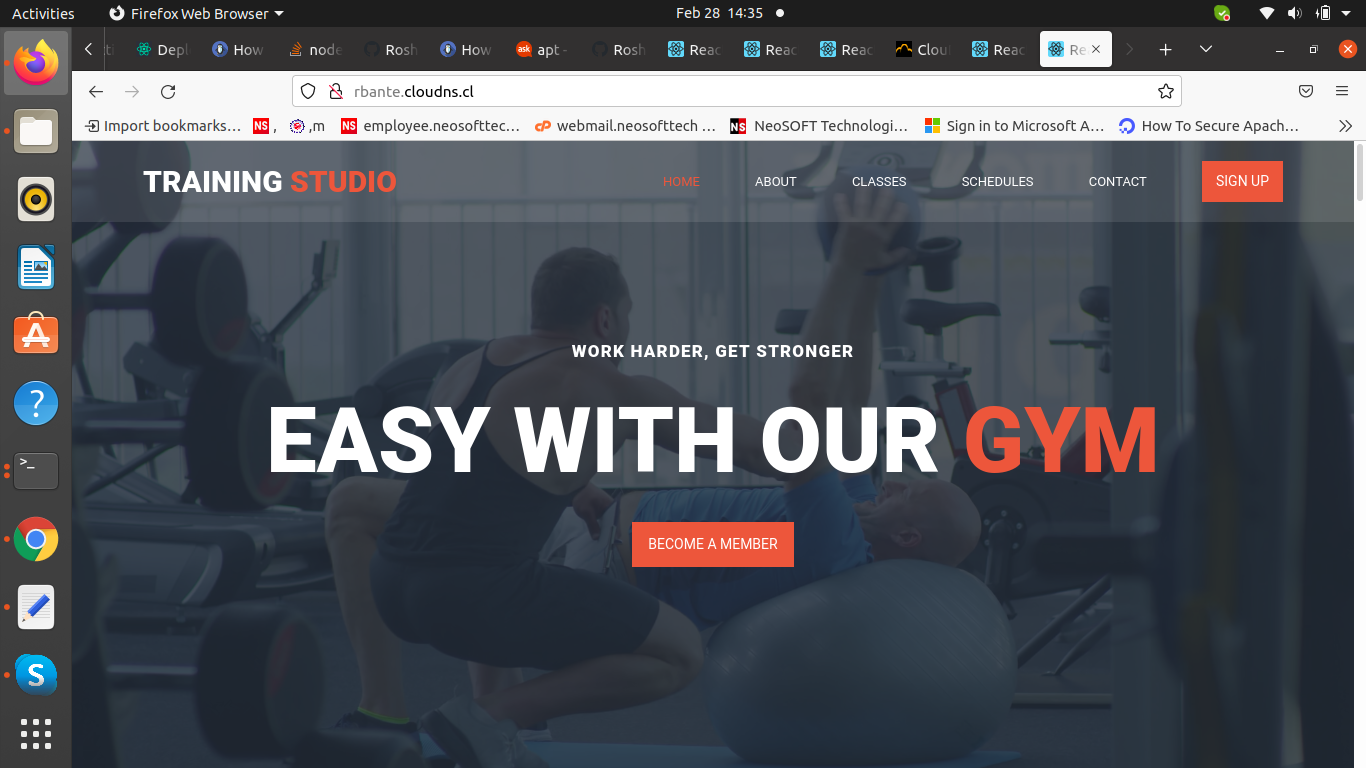 Activities Firefox Web Browser Feb 28 14:35
Depl How node Rosh How apt - Rosh Reac Reac Reac Clou Reac Re
rbante.cloudns.cl
Import bookmarks... , ,m employee.neosofttec... webmail.neosofttech ... NeoSOFT Technologi... Sign in to Microsoft A... How To Secure Apach...
TRAINING STUDIO HOME ABOUT CLASSES SCHEDULES CONTACT SIGN UP
WORK HARDER, GET STRONGER
EASY WITH OUR GYM
BECOME A MEMBER